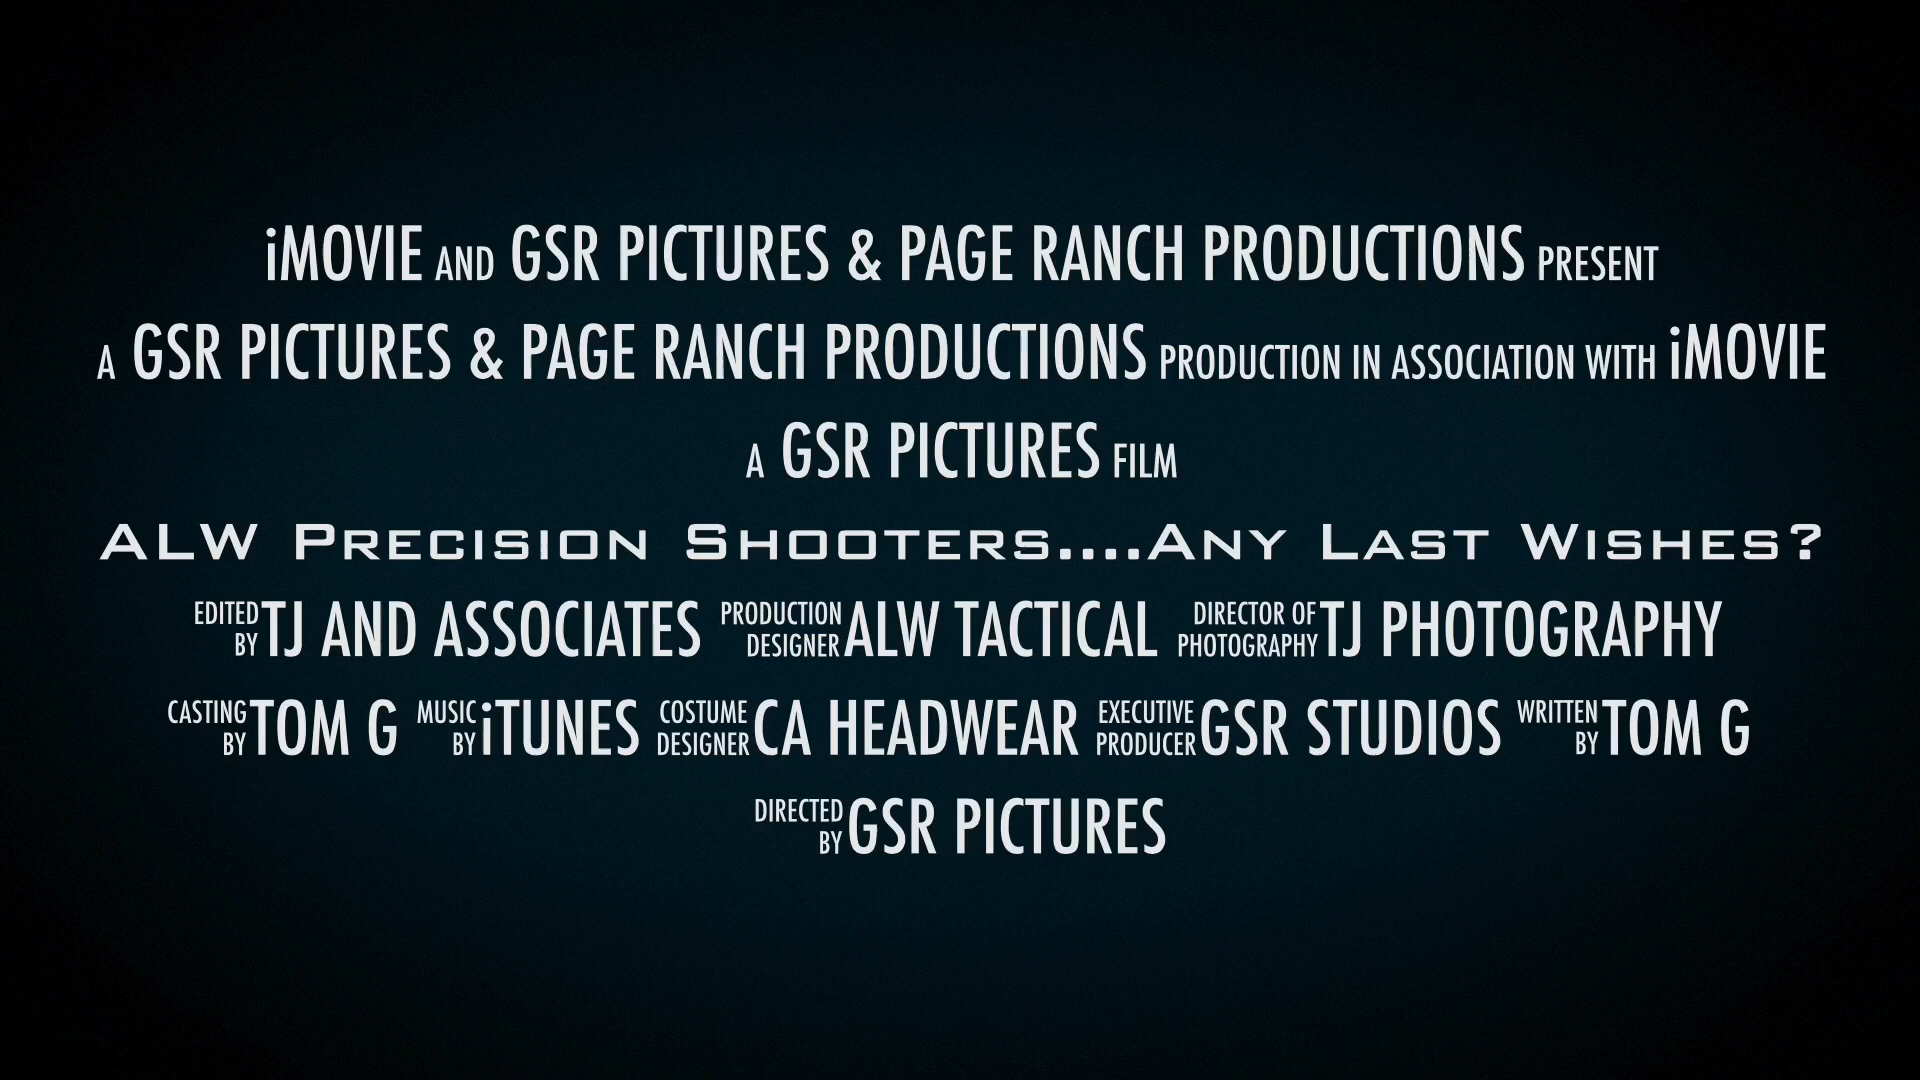 iMOVIE AND GSR PICTURES & PAGE RANCH PRODUCTIONS PRESENT
A GSR PICTURES & PAGE RANCH PRODUCTIONS PRODUCTION IN ASSOCIATION WITH iMOVIE
A GSR PICTURES FILM
ALW PRECISION SHOOTERS....ANY LAST WISHES?
EDITED BY TJ AND ASSOCIATES PRODUCTION DESIGNER ALW TACTICAL DIRECTOR OF PHOTOGRAPHY TJ PHOTOGRAPHY
CASTING BY TOM G MUSIC BY iTUNES COSTUME DESIGNER CA HEADWEAR EXECUTIVE PRODUCER GSR STUDIOS WRITTEN BY TOM G
DIRECTED BY GSR PICTURES